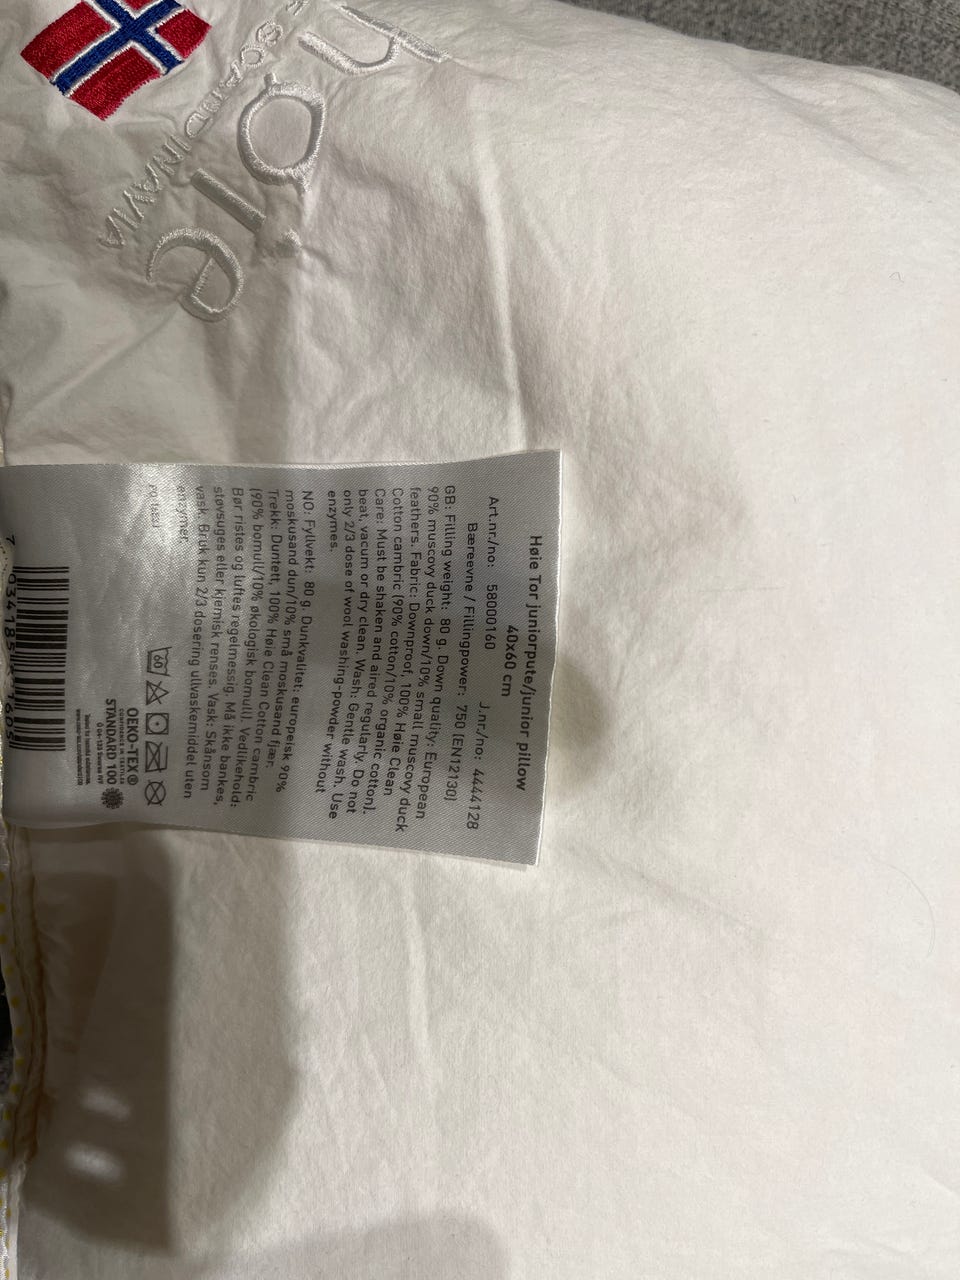 høie
SCANDINAVIA
Høie Tor juniorpute/junior pillow
40x60 cm
Art.nr./no: 58000160 J.nr./no: 4444128
Bæreevne / Fillingpower: 750 (EN12130)
GB: Filling weight: 80 g. Down quality: European
90% muscovy duck down/10% small muscovy duck
feathers. Fabric: Downproof, 100% Høie Clean
Cotton cambric (90% cotton/10% organic cotton).
Care: Must be shaken and aired regularly. Do not
beat, vacuum or dry clean. Wash: Gentle wash. Use
only 2/3 dose of wool washing-powder without
enzymes.
NO: Fyllvekt: 80 g. Dunkvalitet: europeisk 90%
moskusand dun/10% små moskusand fjær.
Trekk: Duntett, 100% Høie Clean Cotton cambric
(90% bomull/10% økologisk bomull). Vedlikehold:
Bør ristes og luftes regelmessig. Må ikke bankes,
støvsuges eller kjemisk renses. Vask: Skånsom
vask. Bruk kun 2/3 dosering ullvaskemiddel uten
enzymer.
60
OEKO-TEX®
CONFIDENCE IN TEXTILES
STANDARD 100